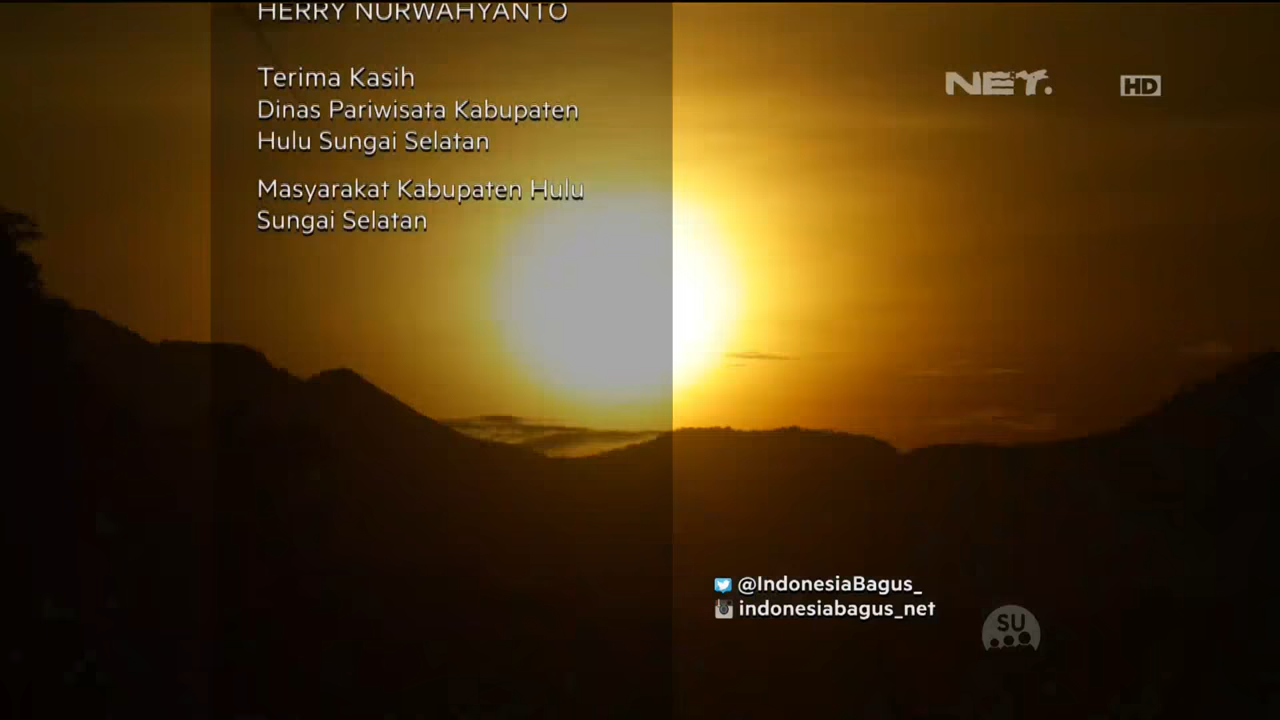 HERRY NURWAHYANTO
Terima Kasih
Dinas Pariwisata Kabupaten
Hulu Sungai Selatan
Masyarakat Kabupaten Hulu
Sungai Selatan
NET.
HD
@IndonesiaBagus_
indonesiabagus_net
SU